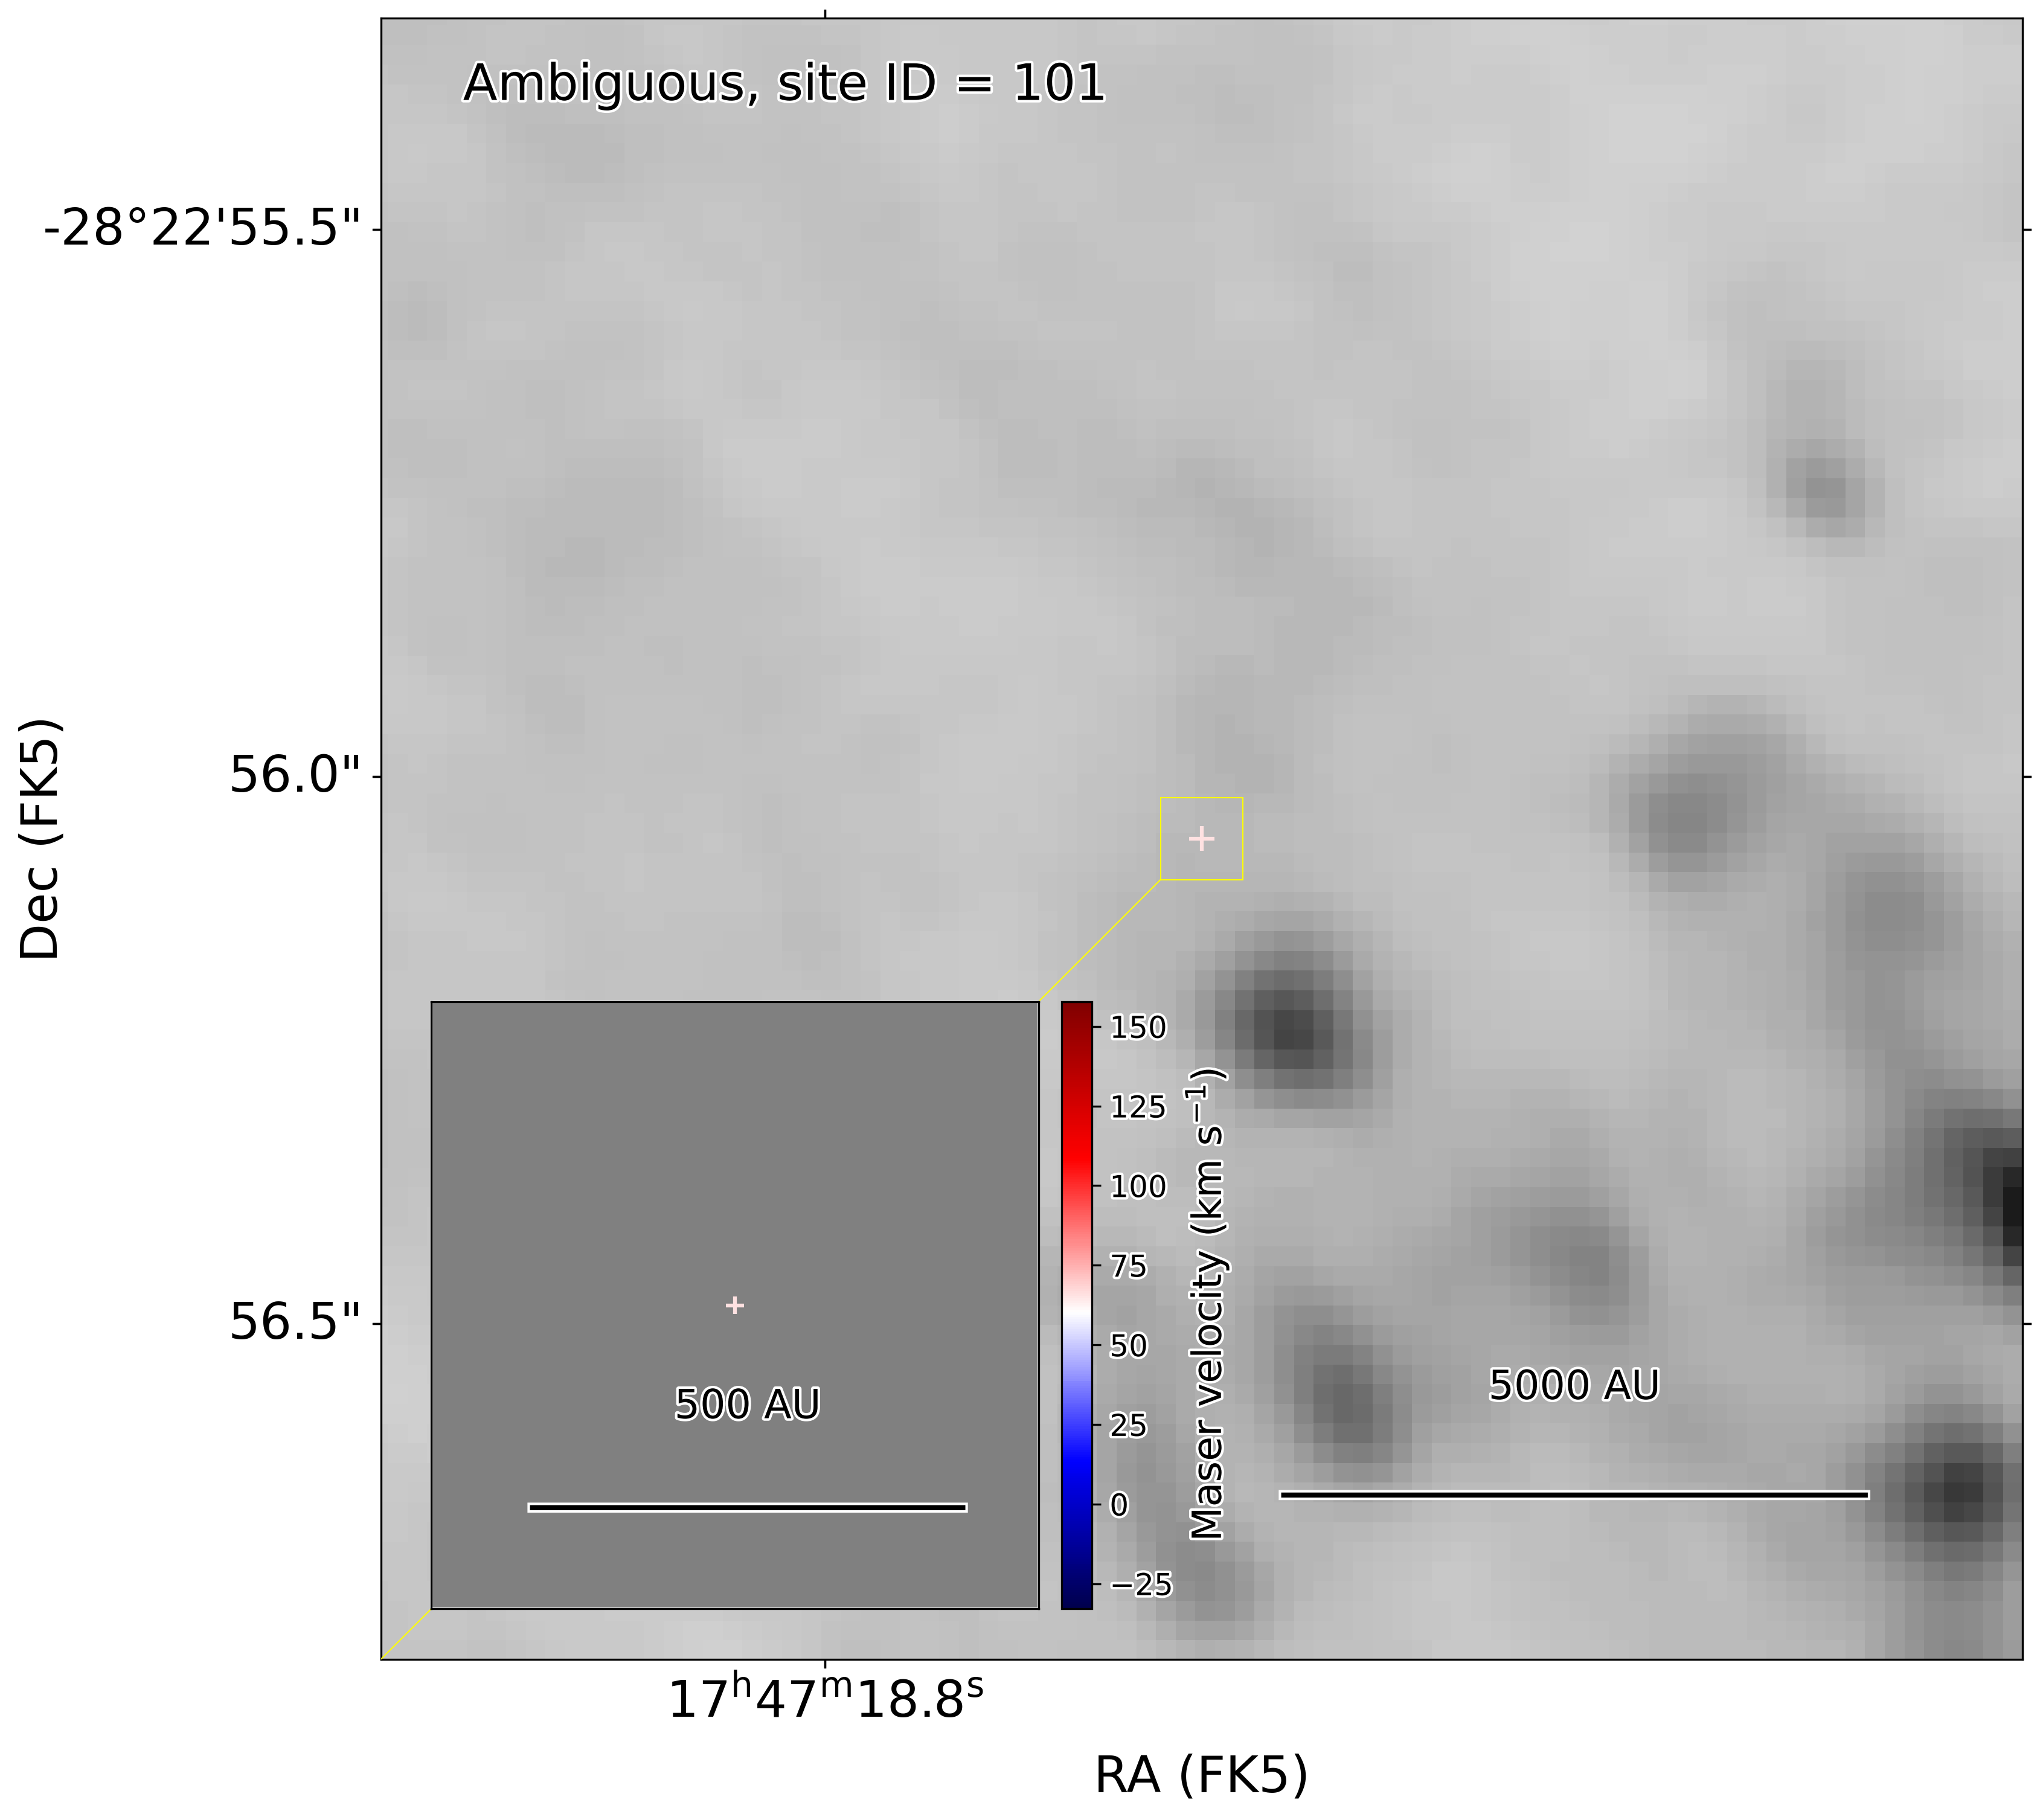 Ambiguous, site ID = 101
-28°22'55.5"
56.0"
56.5"
Dec (FK5)
500 AU
150
125
100
75
50
25
0
−25
Maser velocity (km s⁻¹)
5000 AU
17ʰ47ᵐ18.8ˢ
RA (FK5)